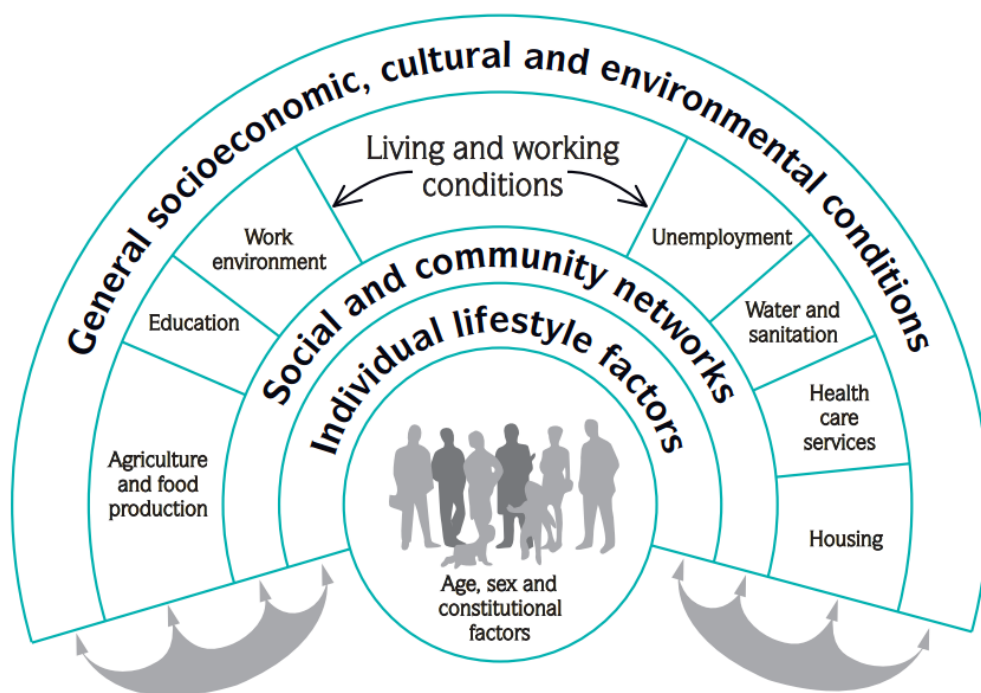 General socioeconomic, cultural and environmental conditions
Living and working
conditions
Work
environment
Unemployment
Education
Water and
sanitation
Agriculture
and food
production
Health
care
services
Housing
Social and community networks
Individual lifestyle factors
Age, sex and
constitutional
factors